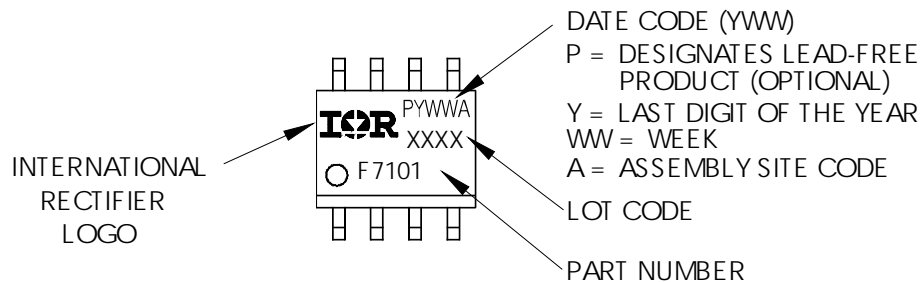 DATE CODE (YWW)
P = DESIGNATES LEAD-FREE
PRODUCT (OPTIONAL)
Y = LAST DIGIT OF THE YEAR
WW = WEEK
A = ASSEMBLY SITE CODE
LOT CODE
PART NUMBER
INTERNATIONAL
RECTIFIER
LOGO
PYWWA
IOR
XXXX
F7101